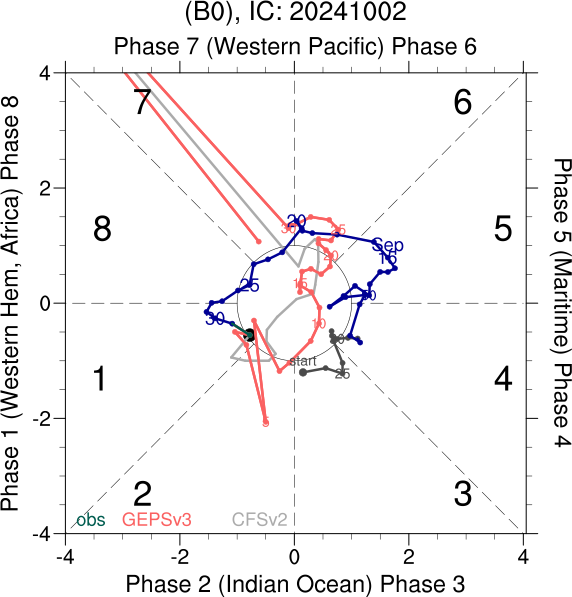 (B0), IC: 20241002
Phase 7 (Western Pacific) Phase 6
4
7
6
Phase 8
2
20
30
25
8
Sep
5
20
15
25
15
0
30
10
start
25
Phase 1 (Western Hem, Africa)
Phase 5 (Maritime) Phase 4
1
4
-2
5
2
3
obs GEPSv3 CFSv2
-4
-4 -2 0 2 4
Phase 2 (Indian Ocean) Phase 3